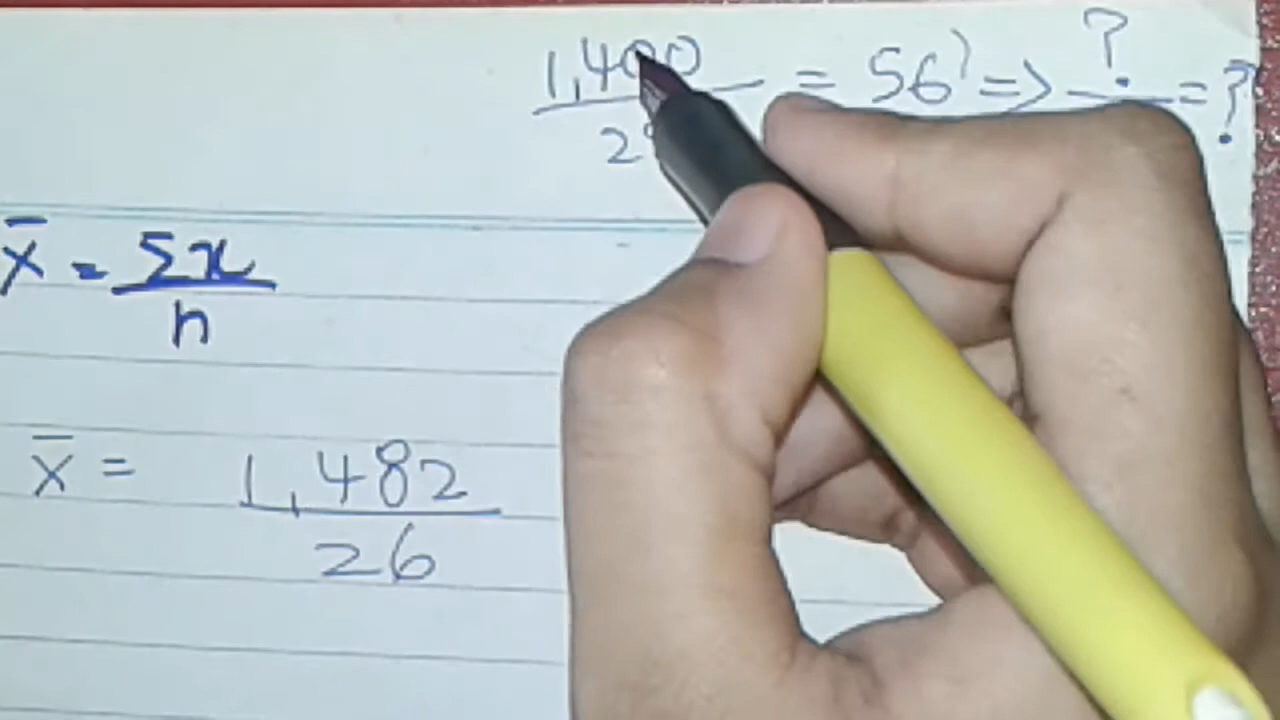 1,400 / 2 = 56? => ? / = ?
x̄ = Σx / n
x̄ = 1,482 / 26